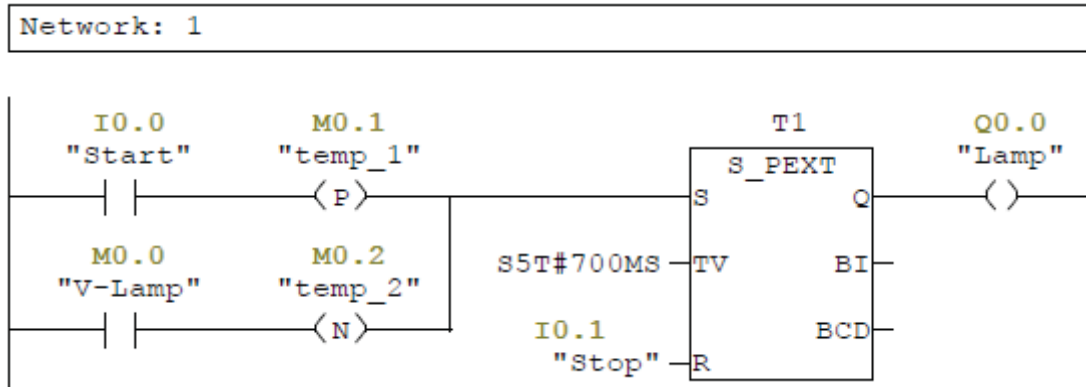 Network: 1
I0.0 M0.1 T1 Q0.0
"Start" "temp_1" S_PEXT "Lamp"
P S Q
M0.0 M0.2 S5T#700MS TV BI
"V-Lamp" "temp_2"
N I0.1 BCD
"Stop" R